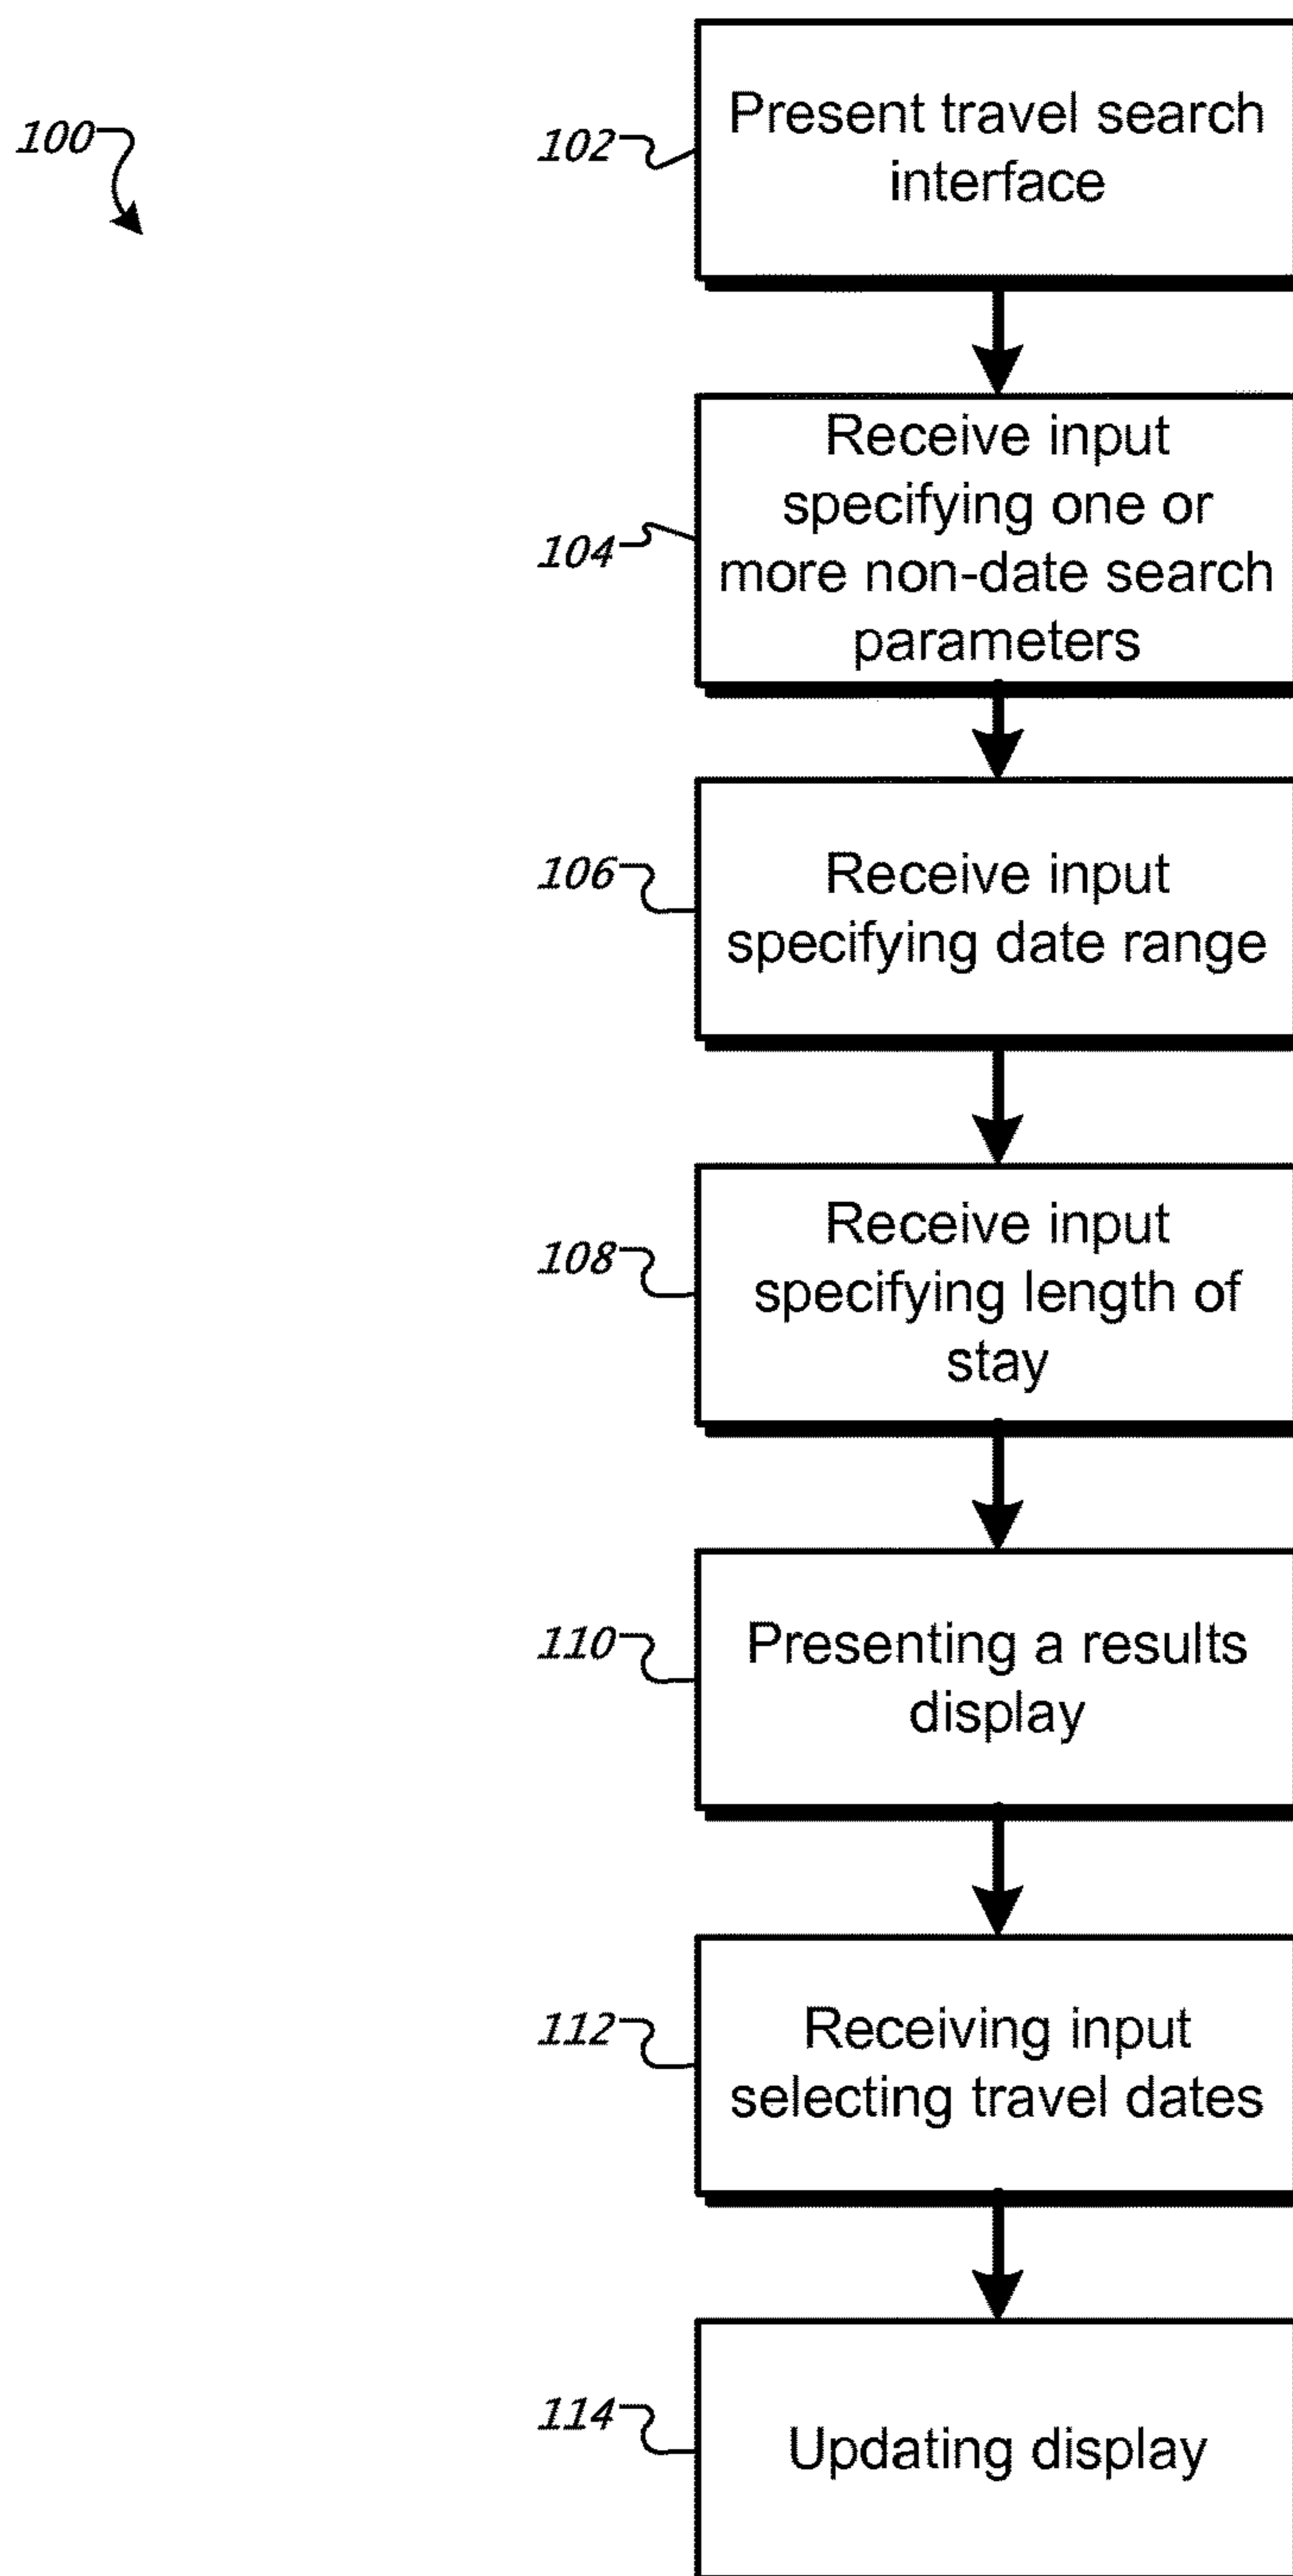 100
102
Present travel search
interface
104
Receive input
specifying one or
more non-date search
parameters
106
Receive input
specifying date range
108
Receive input
specifying length of
stay
110
Presenting a results
display
112
Receiving input
selecting travel dates
114
Updating display